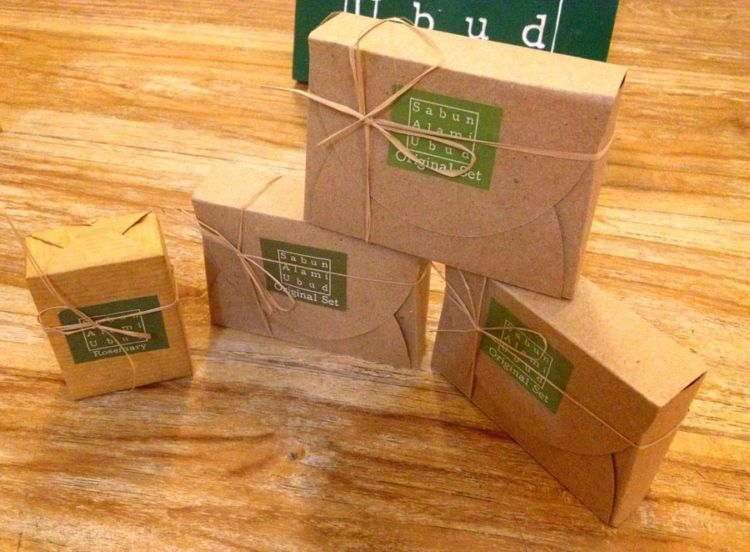 Ubud
Sabun
Alami
Ubud
Original Set
Sabun
Alami
Ubud
Original Set
Sabun
Alami
Ubud
Original Set
Alami
Ubud
Rosemary